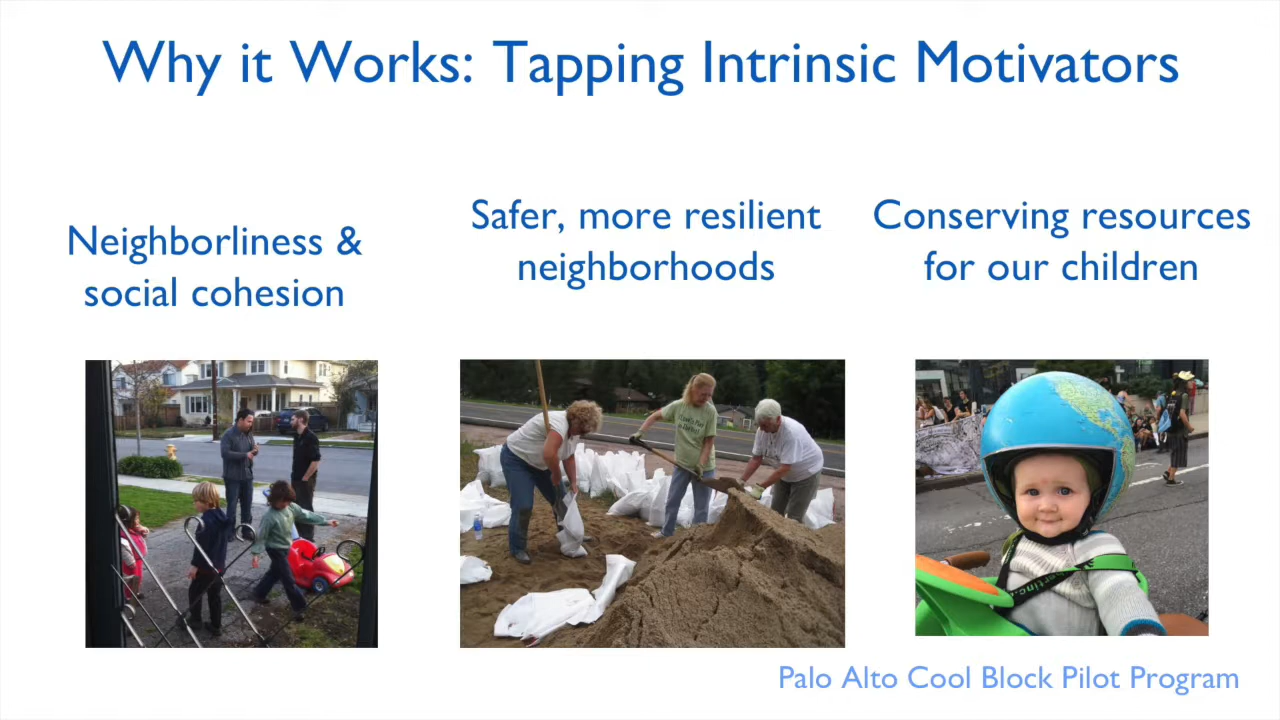 Why it Works: Tapping Intrinsic Motivators
Neighborliness &
social cohesion
Safer, more resilient
neighborhoods
Conserving resources
for our children
Palo Alto Cool Block Pilot Program